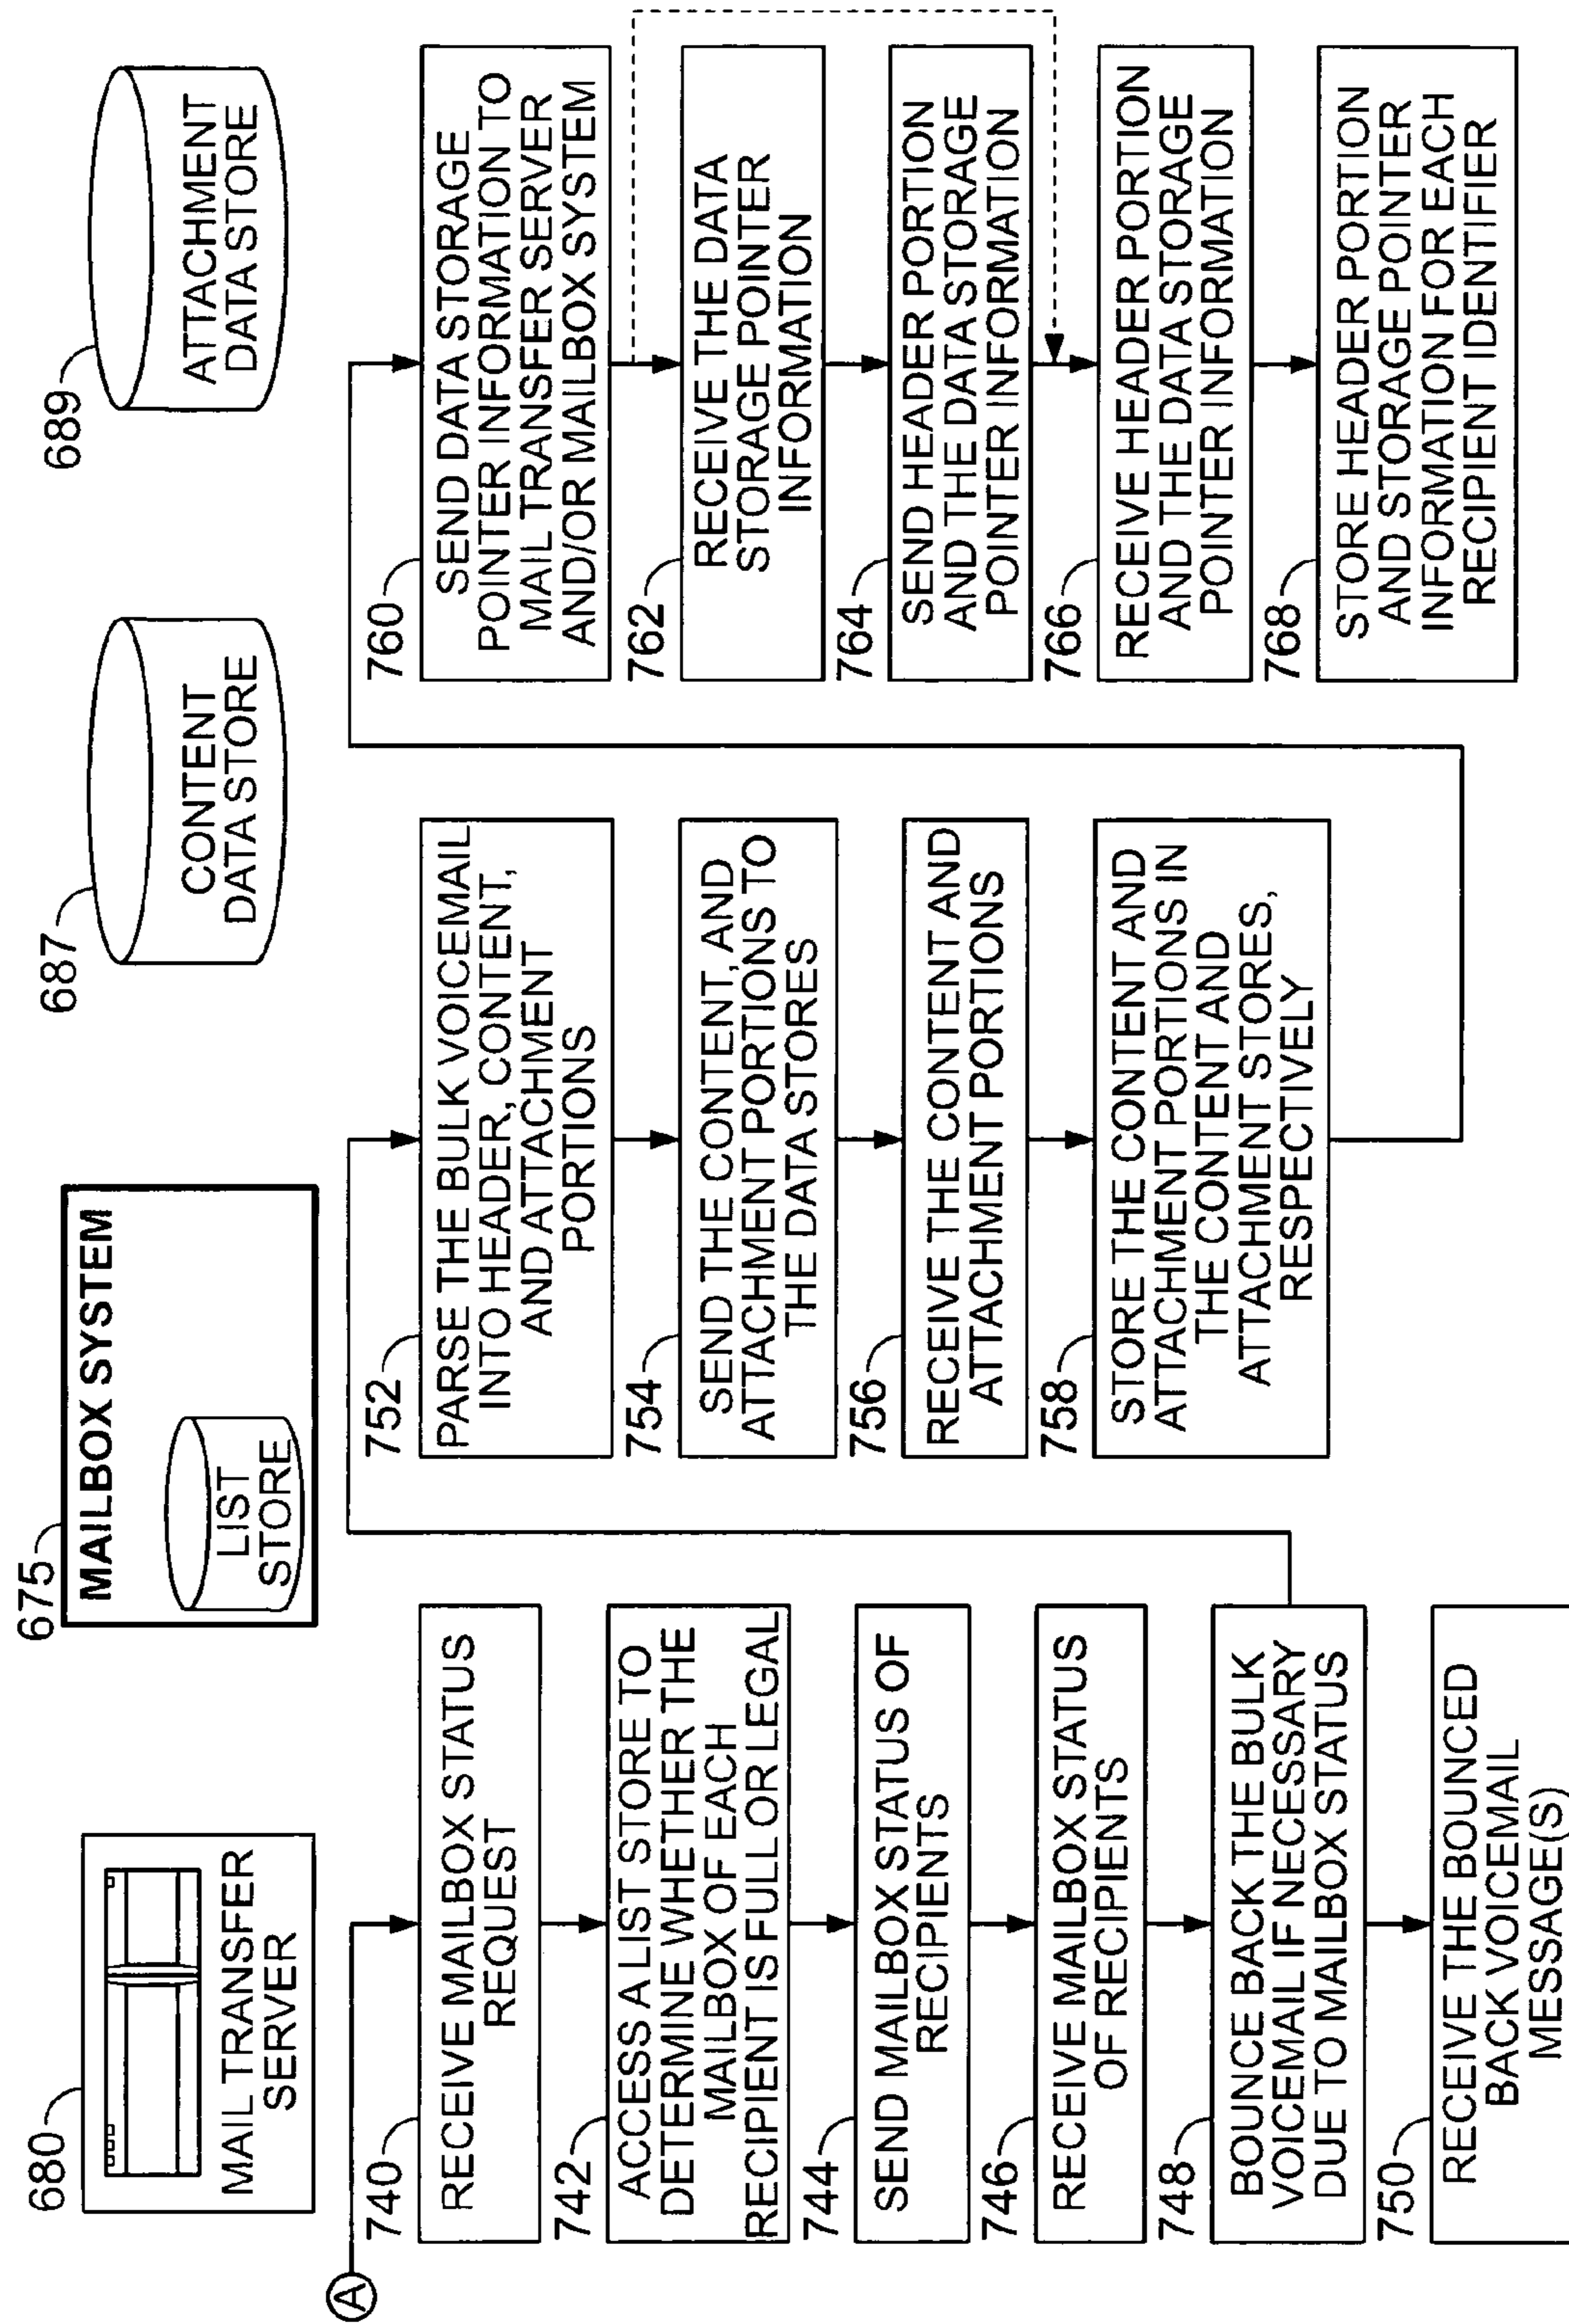 680
MAIL TRANSFER
SERVER
675
MAILBOX SYSTEM
LIST
STORE
687
CONTENT
DATA STORE
689
ATTACHMENT
DATA STORE
A
740
RECEIVE MAILBOX STATUS
REQUEST
742
ACCESS A LIST STORE TO
DETERMINE WHETHER THE
MAILBOX OF EACH
RECIPIENT IS FULL OR LEGAL
744
SEND MAILBOX STATUS OF
RECIPIENTS
746
RECEIVE MAILBOX STATUS
OF RECIPIENTS
748
BOUNCE BACK THE BULK
VOICEMAIL IF NECESSARY
DUE TO MAILBOX STATUS
750
RECEIVE THE BOUNCED
BACK VOICEMAIL
MESSAGE(S)
752
PARSE THE BULK VOICEMAIL
INTO HEADER, CONTENT,
AND ATTACHMENT
PORTIONS
754
SEND THE CONTENT, AND
ATTACHMENT PORTIONS TO
THE DATA STORES
756
RECEIVE THE CONTENT AND
ATTACHMENT PORTIONS
758
STORE THE CONTENT AND
ATTACHMENT PORTIONS IN
THE CONTENT AND
ATTACHMENT STORES,
RESPECTIVELY
760
SEND DATA STORAGE
POINTER INFORMATION TO
MAIL TRANSFER SERVER
AND/OR MAILBOX SYSTEM
762
RECEIVE THE DATA
STORAGE POINTER
INFORMATION
764
SEND HEADER PORTION
AND THE DATA STORAGE
POINTER INFORMATION
766
RECEIVE HEADER PORTION
AND THE DATA STORAGE
POINTER INFORMATION
768
STORE HEADER PORTION
AND STORAGE POINTER
INFORMATION FOR EACH
RECIPIENT IDENTIFIER